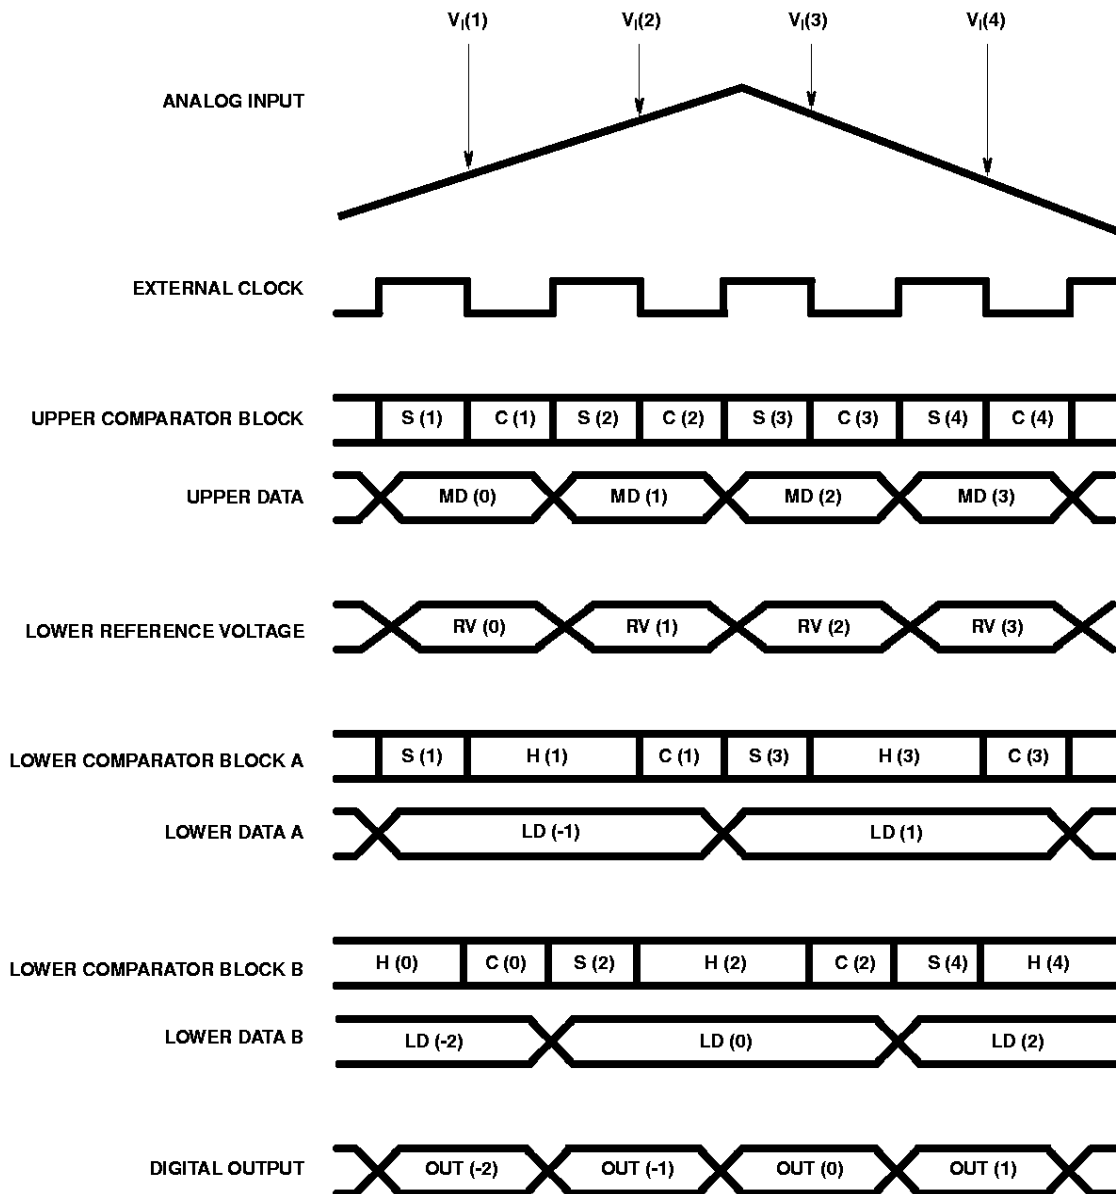 V_I(1) V_I(2) V_I(3) V_I(4)
ANALOG INPUT
EXTERNAL CLOCK
UPPER COMPARATOR BLOCK S (1) C (1) S (2) C (2) S (3) C (3) S (4) C (4)
UPPER DATA MD (0) MD (1) MD (2) MD (3)
LOWER REFERENCE VOLTAGE RV (0) RV (1) RV (2) RV (3)
LOWER COMPARATOR BLOCK A S (1) H (1) C (1) S (3) H (3) C (3)
LOWER DATA A LD (-1) LD (1)
LOWER COMPARATOR BLOCK B H (0) C (0) S (2) H (2) C (2) S (4) H (4)
LOWER DATA B LD (-2) LD (0) LD (2)
DIGITAL OUTPUT OUT (-2) OUT (-1) OUT (0) OUT (1)